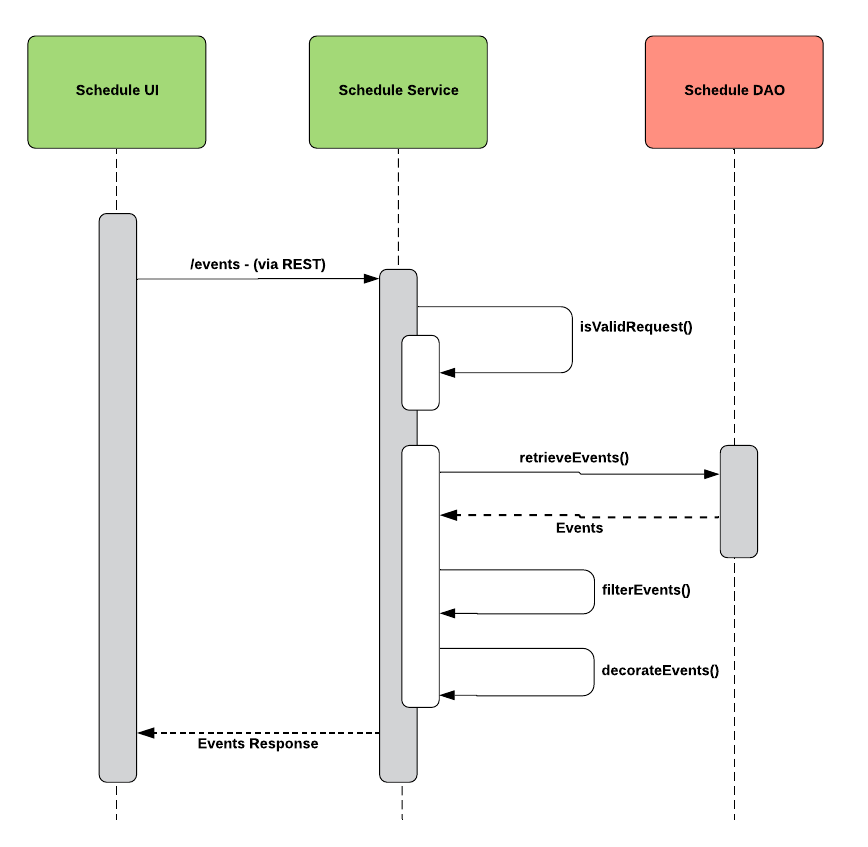 Schedule UI
Schedule Service
Schedule DAO
/events - (via REST)
isValidRequest()
retrieveEvents()
Events
filterEvents()
decorateEvents()
Events Response